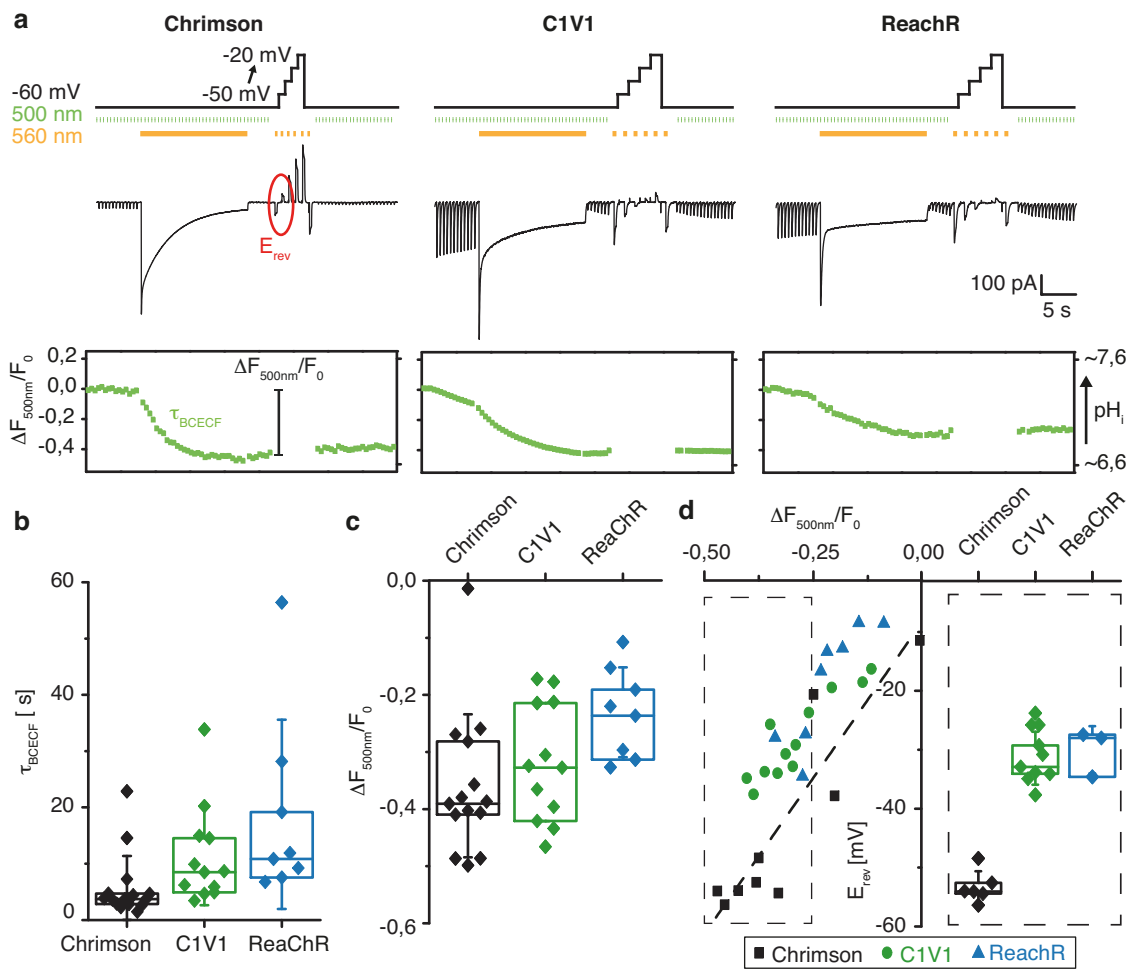 a
Chrimson C1V1 ReachR
-20 mV
-50 mV
-60 mV
500 nm
560 nm
E_rev
100 pA
5 s
ΔF_500nm/F_0
0,2
0,0
-0,2
-0,4
ΔF_500nm/F_0
τ_BCECF
~7,6
pH_i
~6,6
b
τ_BCECF [ s]
60
40
20
0
Chrimson C1V1 ReaChR
c
Chrimson C1V1 ReaChR
ΔF_500nm/F_0
0,0
-0,2
-0,4
-0,6
d
ΔF_500nm/F_0
-0,50 -0,25 0,00
Chrimson C1V1 ReaChR
-20
-40
-60
E_rev [mV]
Chrimson C1V1 ReachR